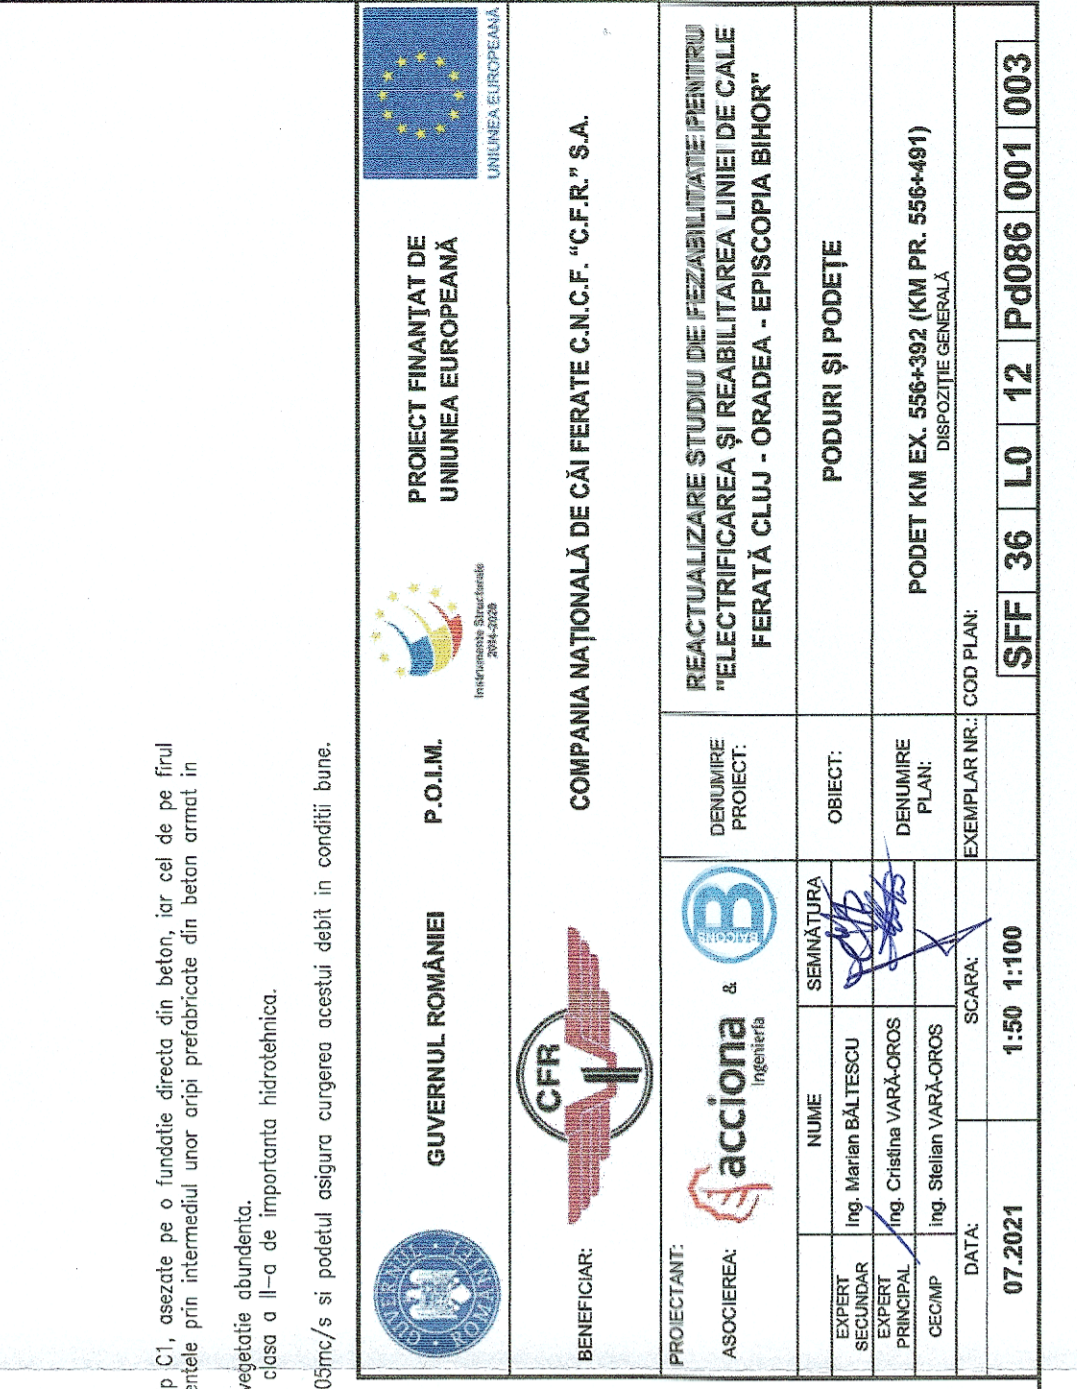 p C1, asezate pe o fundatie directa din beton, iar cel de pe firul
entele prin intermediul unor aripi prefabricate din beton armat in
vegetatie abundenta.
clasa a II-a de importanta hidrotehnica.
05mc/s si podetul asigura curgerea acestui debit in conditii bune.
GUVERNUL ROMÂNIEI
GUVERNUL ROMÂNIEI
P.O.I.M.
Instrumente Structurale
2014-2020
PROIECT FINANȚAT DE
UNIUNEA EUROPEANĂ
UNIUNEA EUROPEANĂ
BENEFICIAR:
CFR
COMPANIA NAȚIONALĂ DE CĂI FERATE C.N.C.F. “C.F.R.” S.A.
PROIECTANT:
ASOCIEREA:
acciona
Ingeniería
&
B
BAICONS
DENUMIRE
PROIECT:
REACTUALIZARE STUDIU DE FEZABILITATE PENTRU
"ELECTRIFICAREA ȘI REABILITAREA LINIEI DE CALE
FERATĂ CLUJ - ORADEA - EPISCOPIA BIHOR"
NUME
SEMNĂTURA
EXPERT
SECUNDAR
Ing. Marian BĂLTESCU
EXPERT
PRINCIPAL
Ing. Cristina VARĂ-OROS
CEC/MP
ing. Stelian VARĂ-OROS
OBIECT:
PODURI ȘI PODEȚE
DENUMIRE
PLAN:
PODET KM EX. 556+392 (KM PR. 556+491)
DISPOZIȚIE GENERALĂ
DATA:
07.2021
SCARA:
1:50 1:100
EXEMPLAR NR.:
COD PLAN:
SFF 36 L0 12 Pd086 001 003